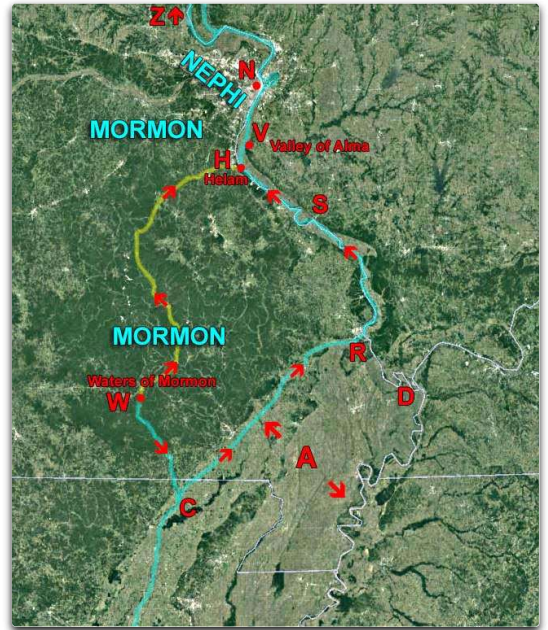 Z
N
NEPHI
MORMON
V
Valley of Alma
H
Helam
S
MORMON
R
Waters of Mormon
W
D
A
C